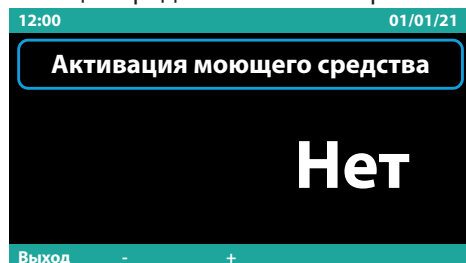 12:00 01/01/21
Активация моющего средства
Нет
Выход - +